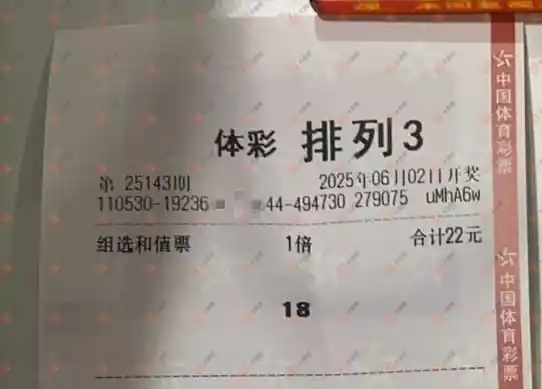 体彩 排列3
第 25143期 2025年06月02日开奖
110530-19236 44-494730 279075 uMhA6w
组选和值票 1倍 合计22元
18
中国体育彩票
中国体育彩票